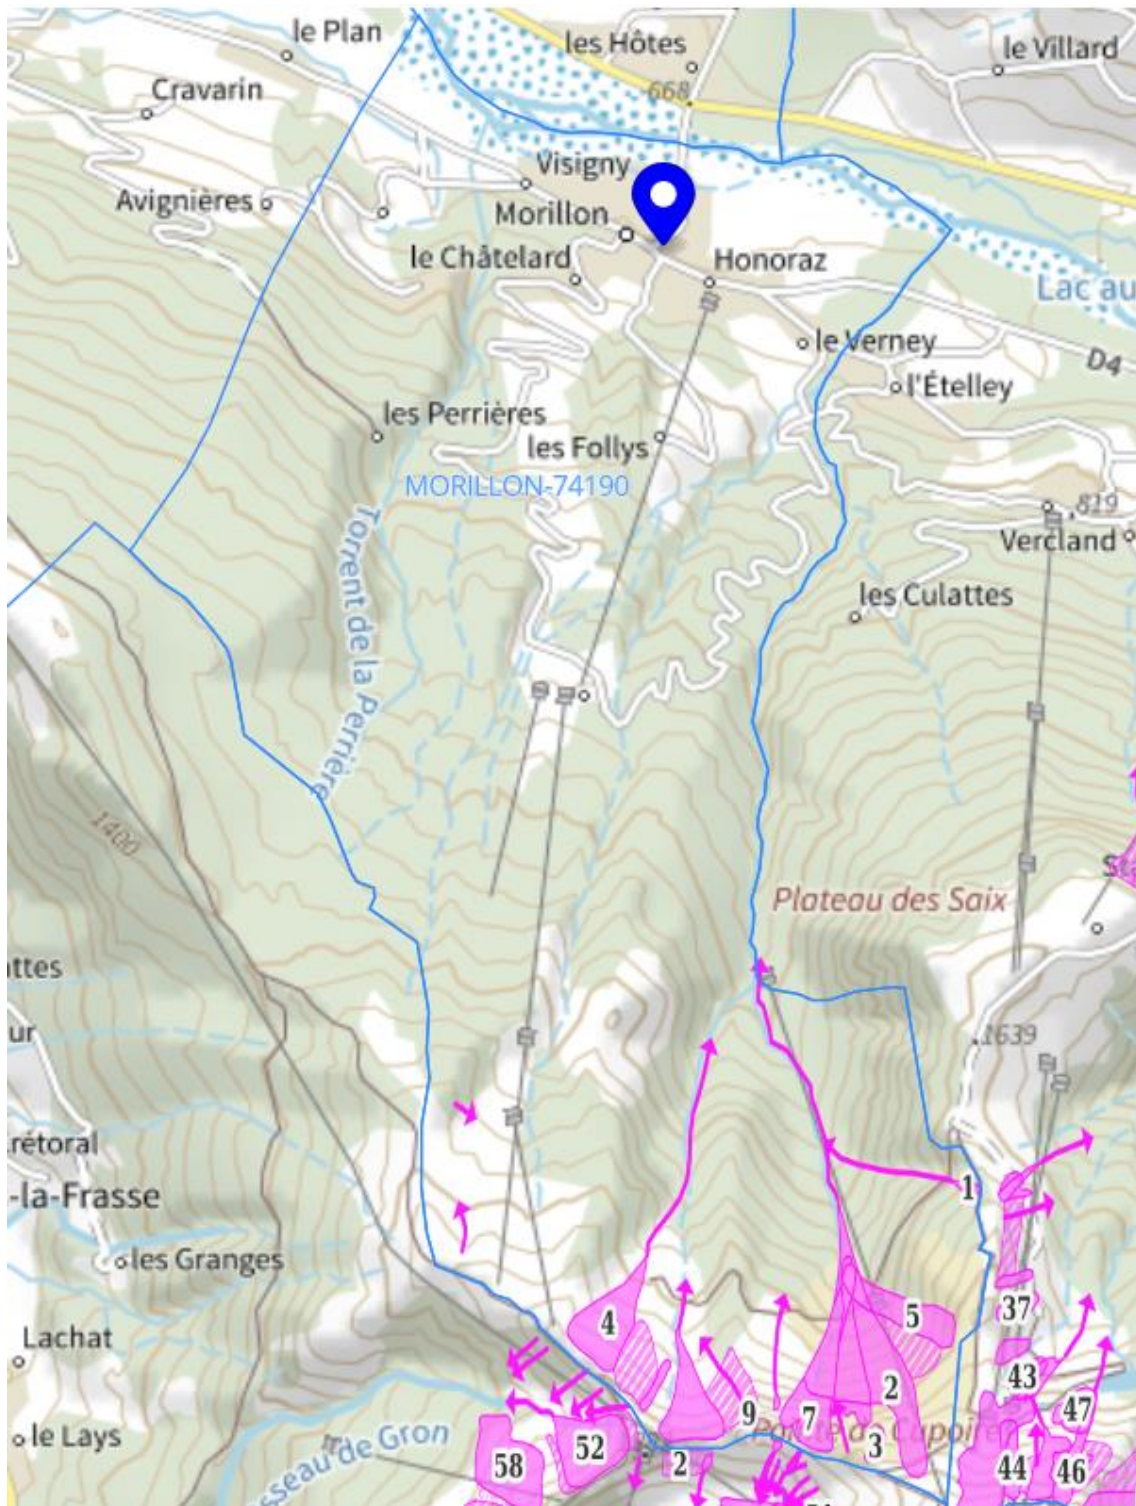 le Plan
les Hôtes
le Villard
Cravarin
668
Visigny
Avignières
Morillon
le Châtelard
Honoraz
Lac au
le Verney
D4
l'Ételley
les Perrières
les Follys
MORILLON-74190
819
Vercland
Torrent de la Perrière
les Culattes
1400
Plateau des Saix
attes
ur
1639
rétoral
-la-Frasse
1
les Granges
37
4
5
Lachat
43
2
47
9
7
le Lays
52
3
58
2
44
46
sseau de Gron